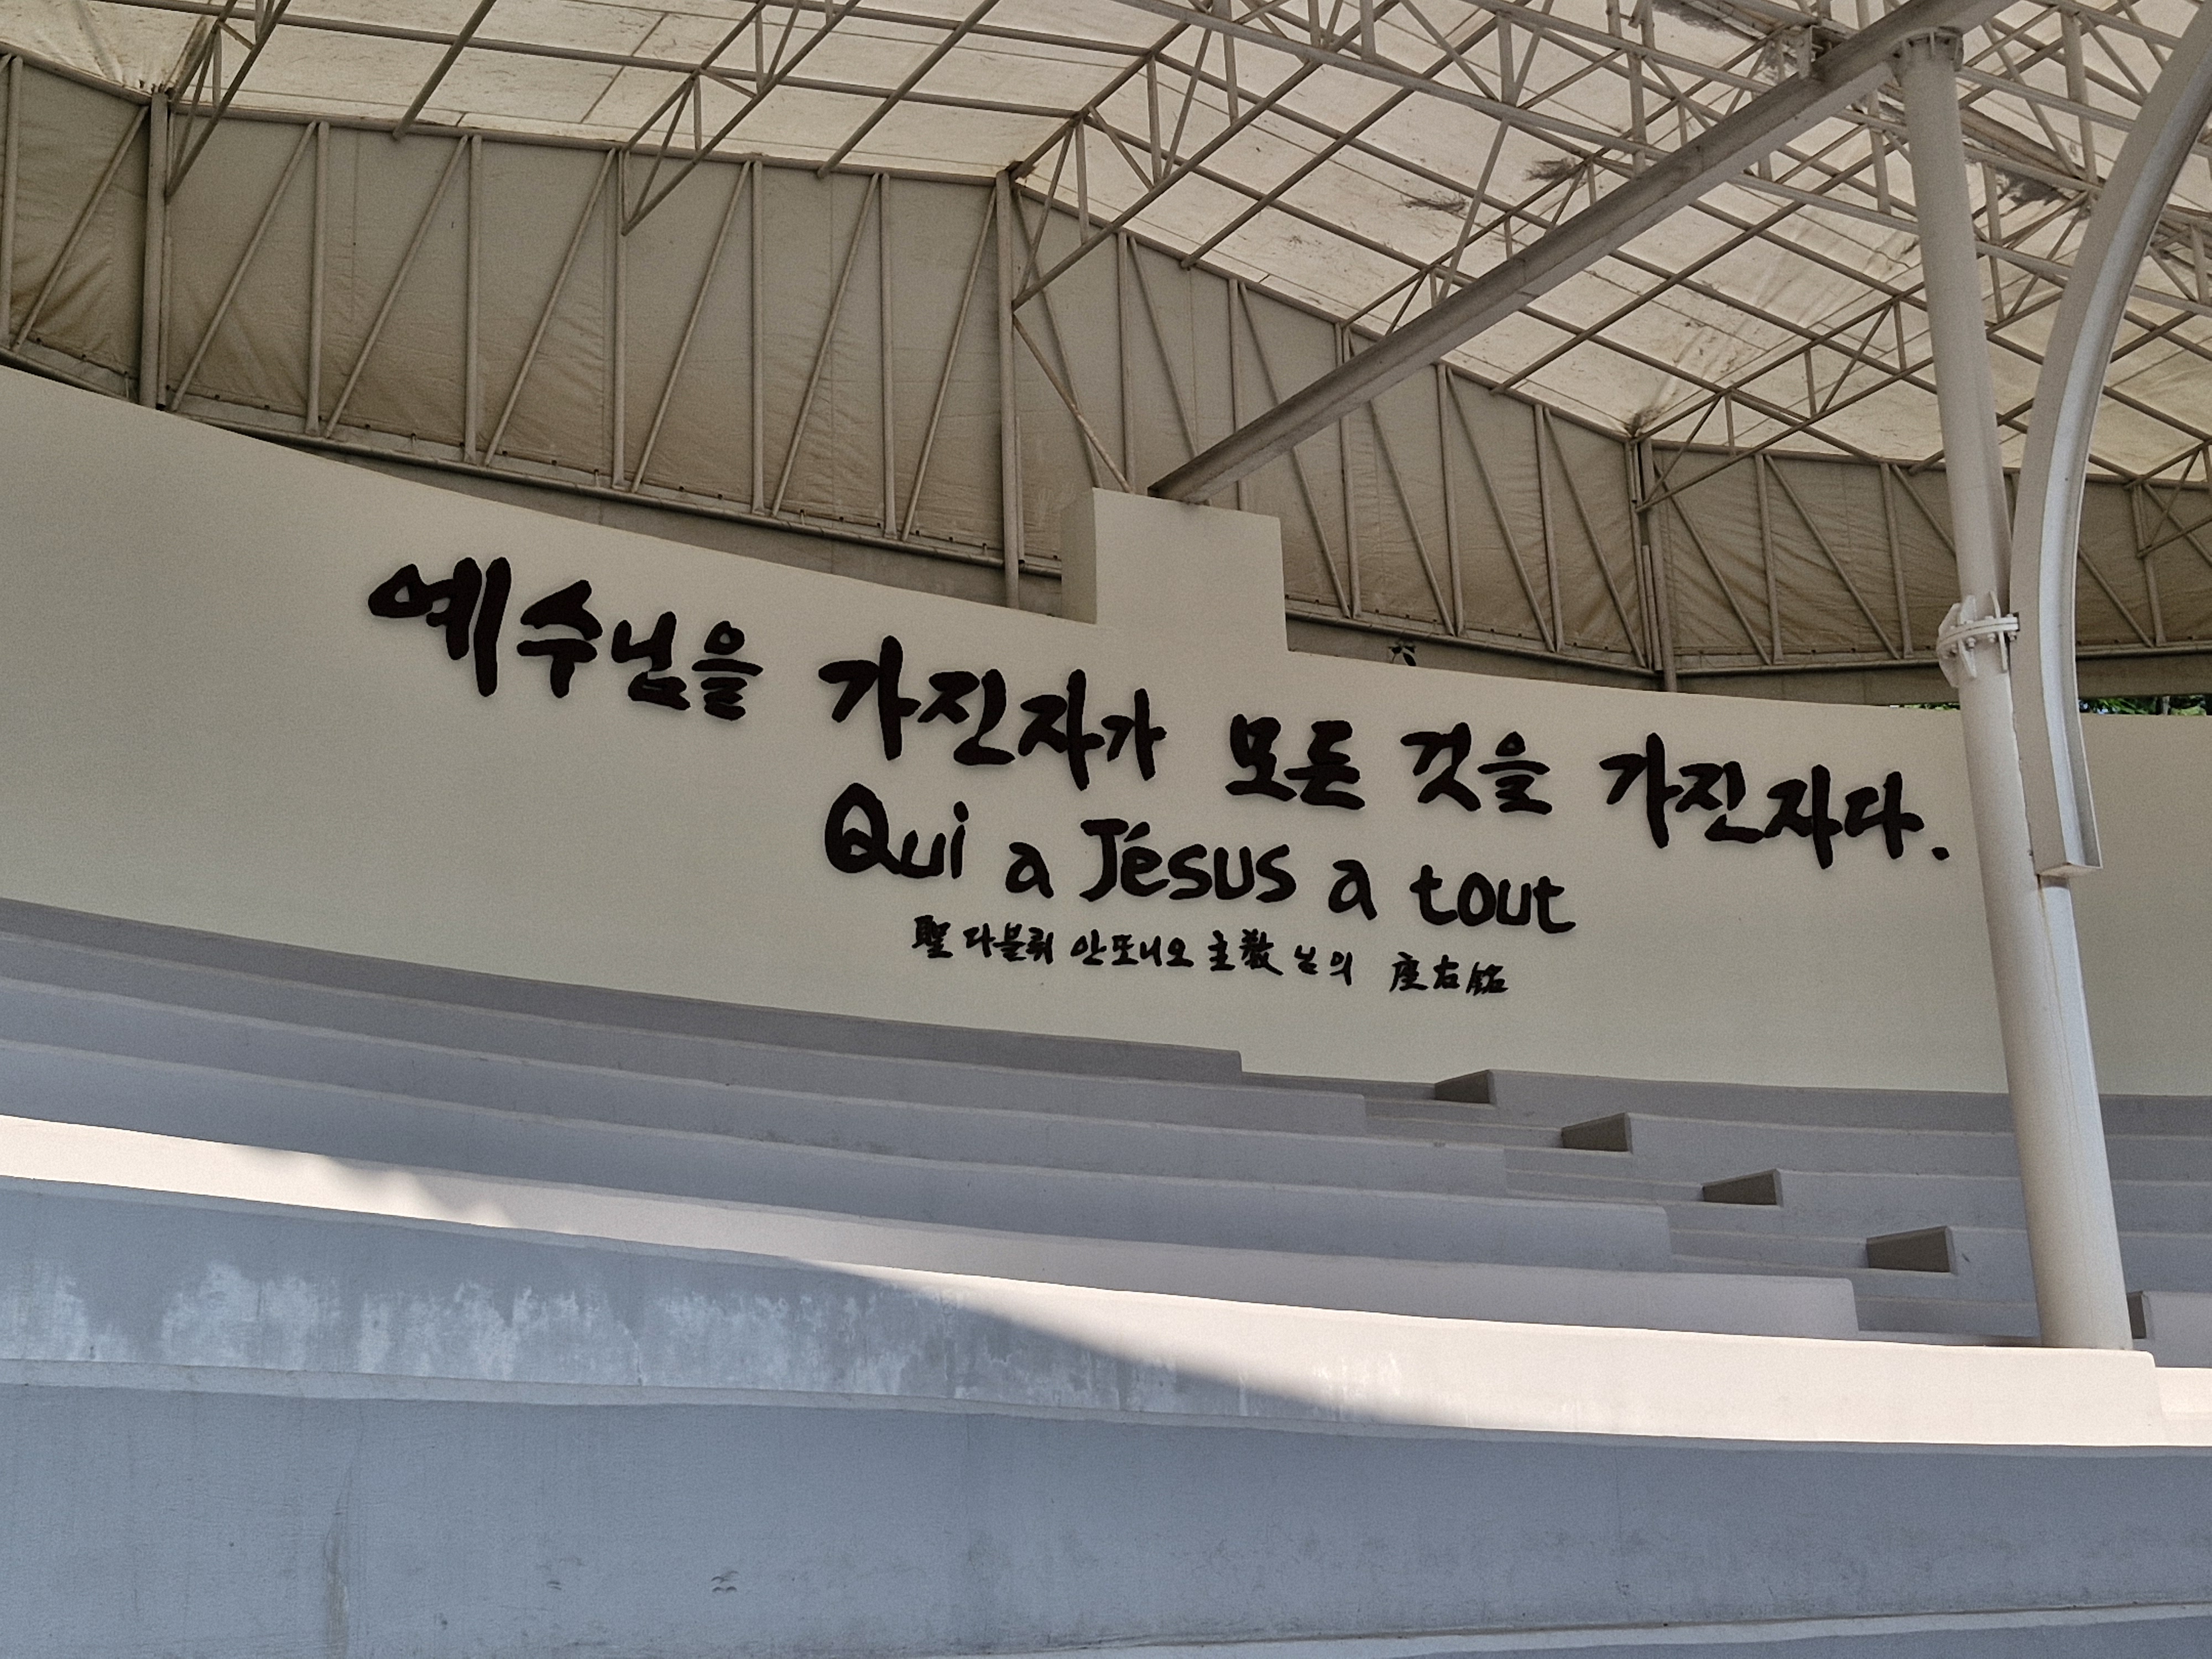 예수님을 가진자가 모든 것을 가진자다.
Qui a Jésus a tout
聖 다블뤼 안또니오 主敎님의 座右銘